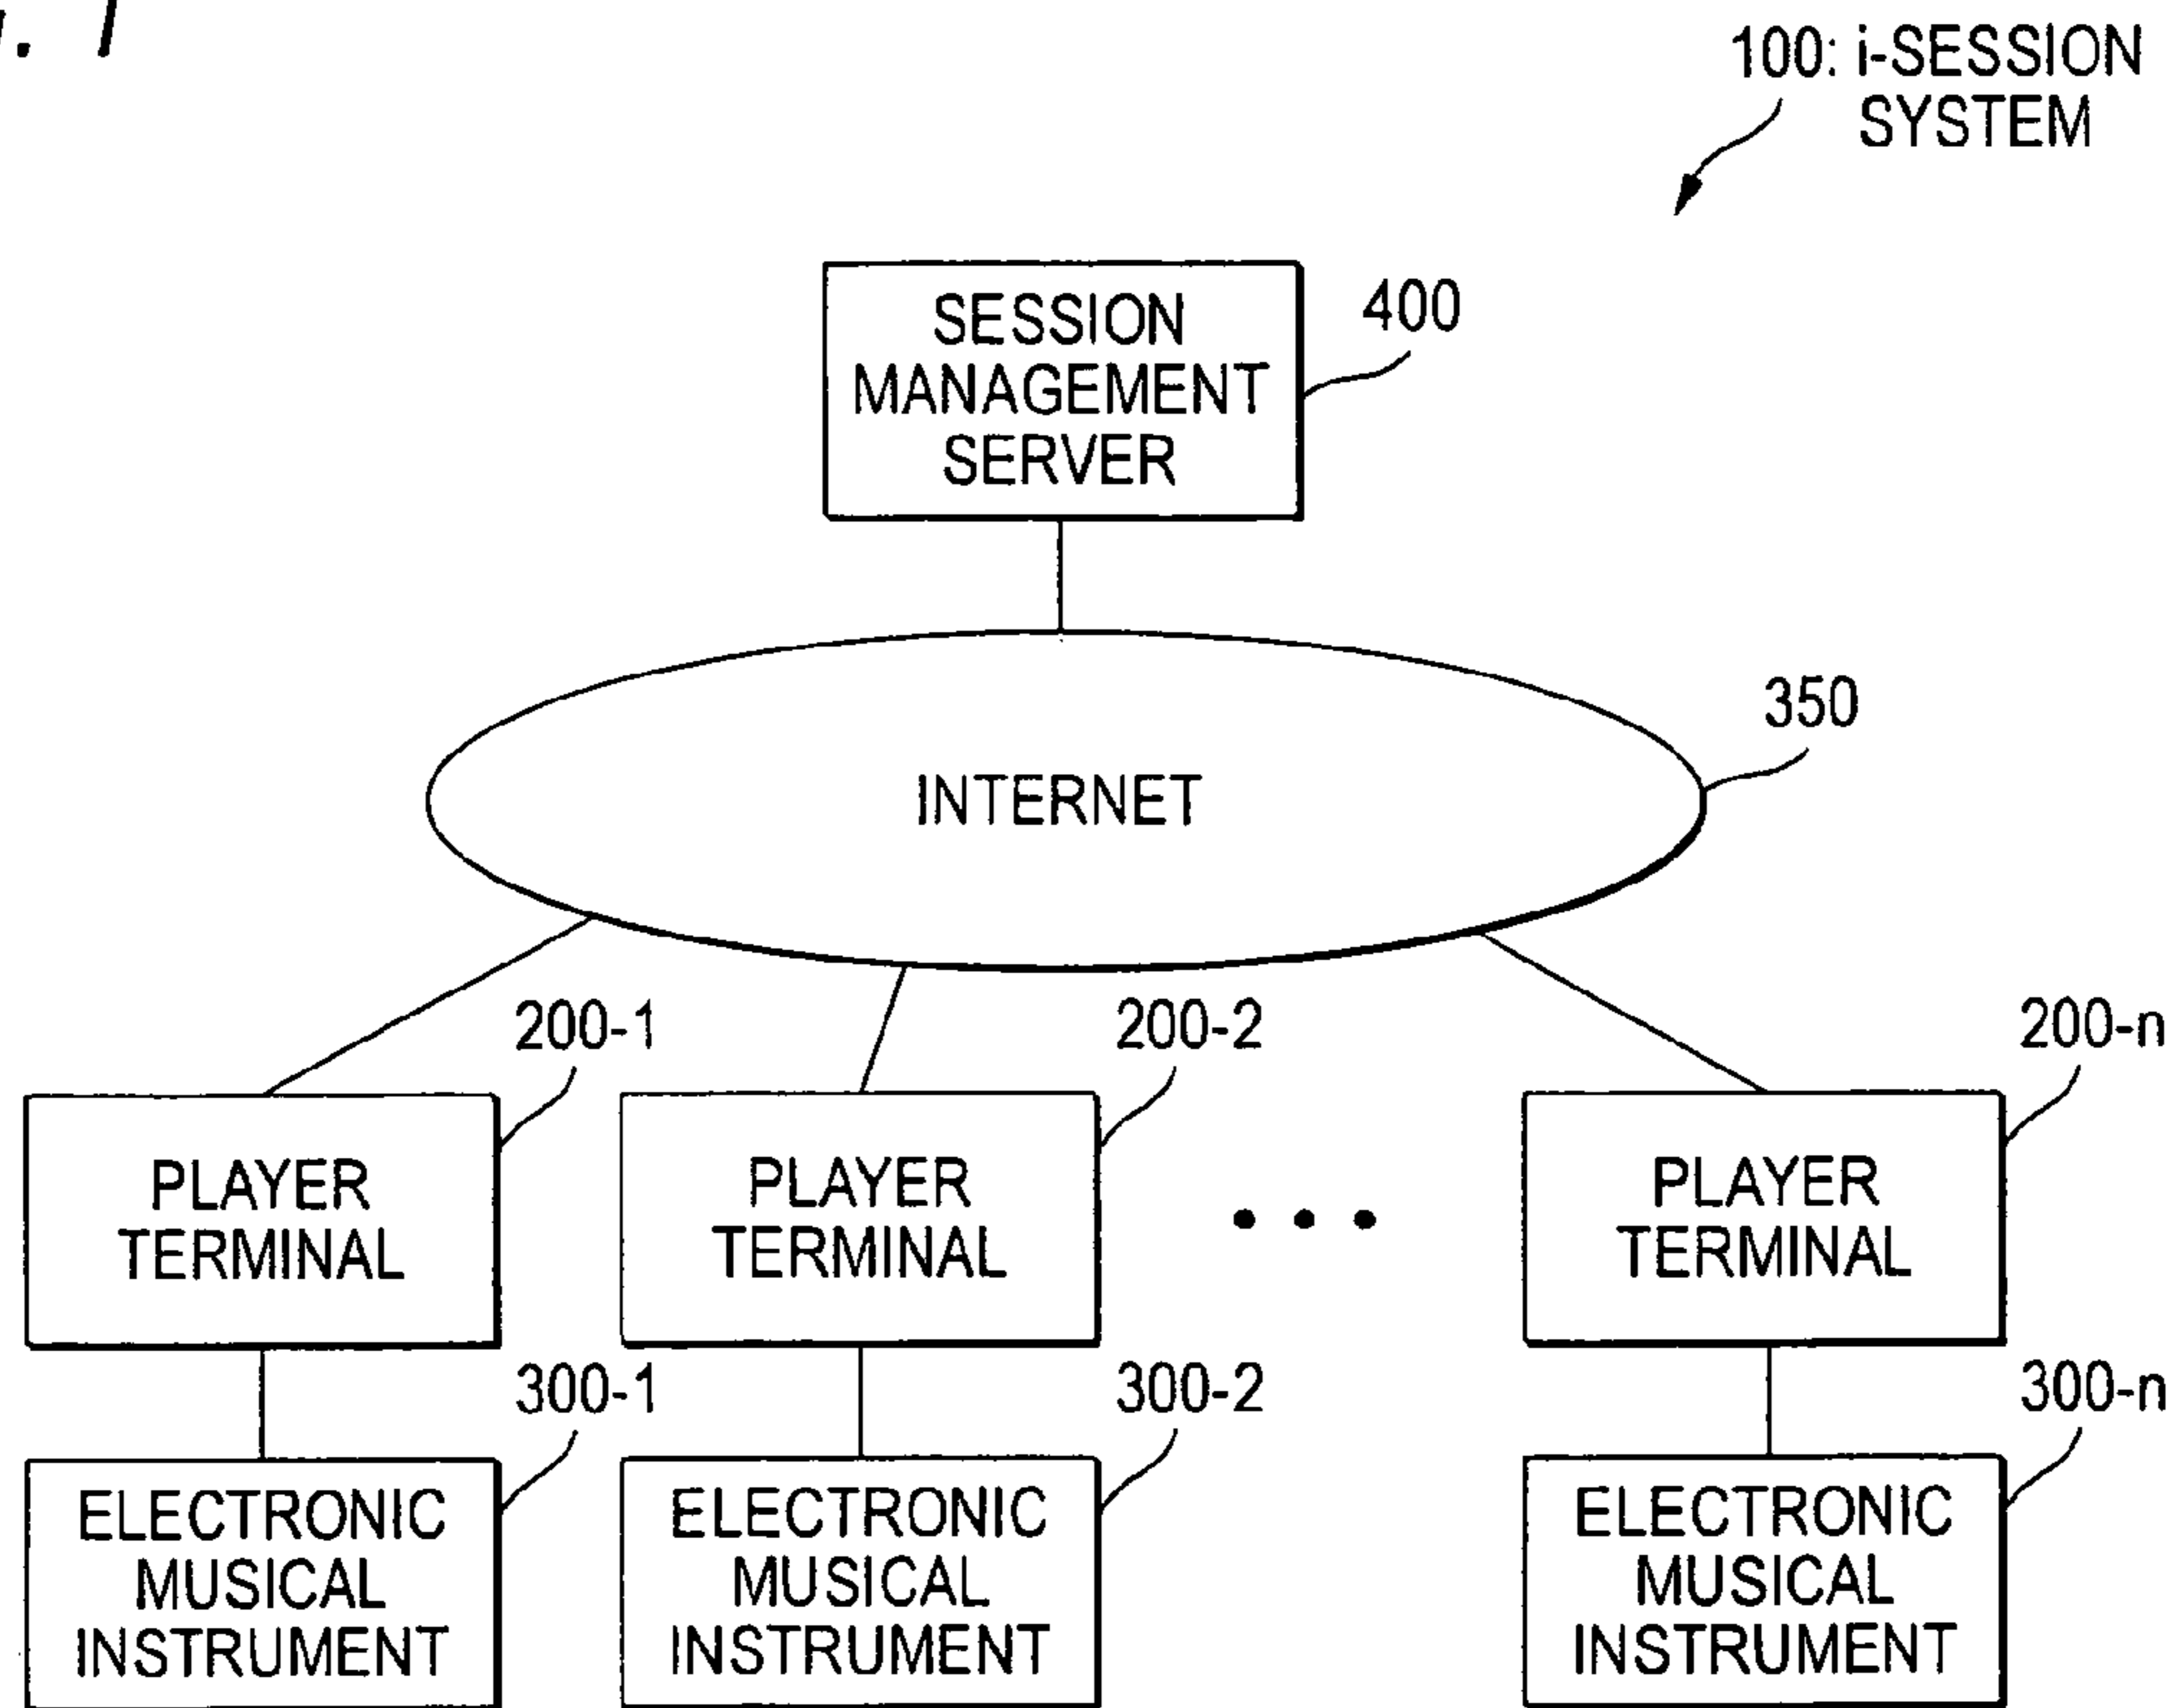 . 1
100: i-SESSION
SYSTEM
SESSION
MANAGEMENT
SERVER
400
INTERNET
350
200-1
200-2
200-n
PLAYER
TERMINAL
PLAYER
TERMINAL
• • •
PLAYER
TERMINAL
300-1
300-2
300-n
ELECTRONIC
MUSICAL
INSTRUMENT
ELECTRONIC
MUSICAL
INSTRUMENT
ELECTRONIC
MUSICAL
INSTRUMENT